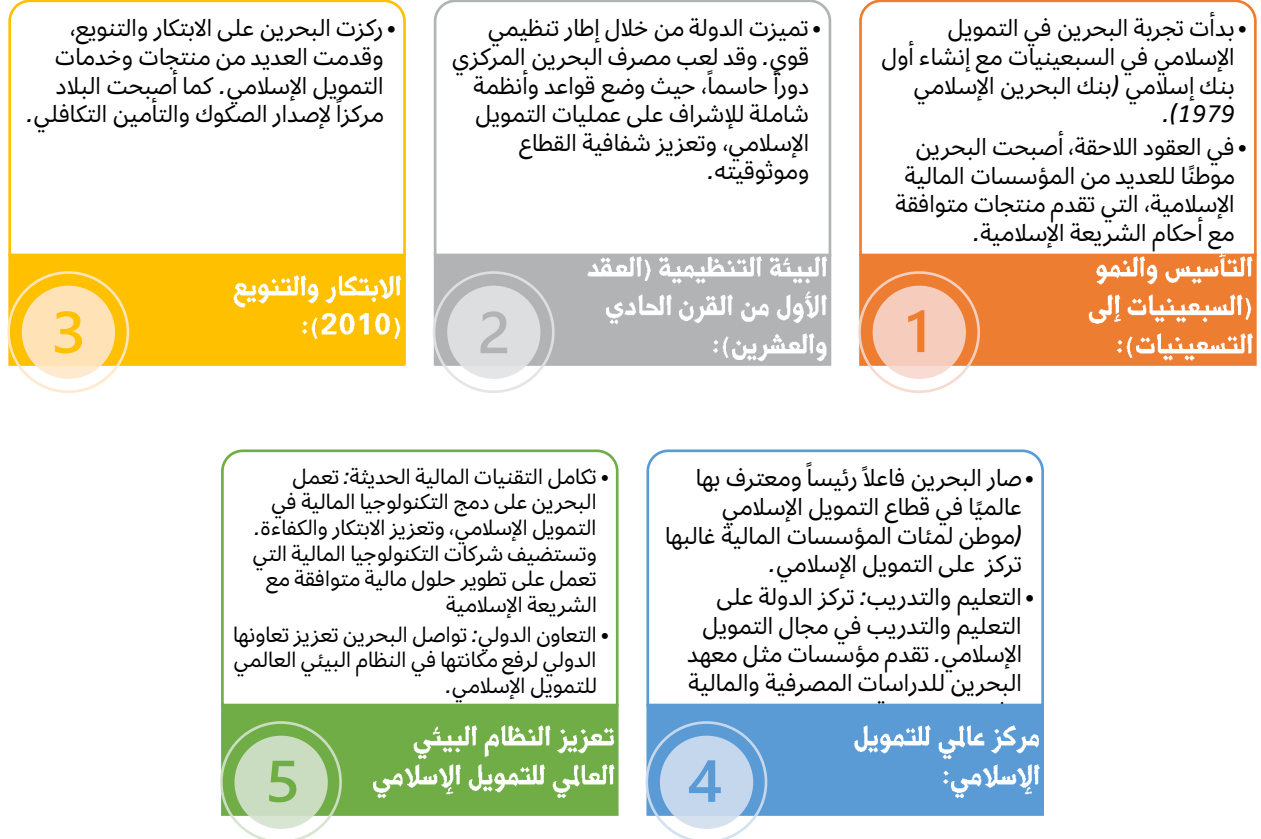 • بدأت تجربة البحرين في التمويل
الإسلامي في السبعينيات مع إنشاء أول
بنك إسلامي (بنك البحرين الإسلامي
1979).
• في العقود اللاحقة، أصبحت البحرين
موطنًا للعديد من المؤسسات المالية
الإسلامية، التي تقدم منتجات متوافقة
مع أحكام الشريعة الإسلامية.
التأسيس والنمو
(السبعينيات إلى
التسعينيات):
1
• تميزت الدولة من خلال إطار تنظيمي
قوي. وقد لعب مصرف البحرين المركزي
دوراً حاسماً، حيث وضع قواعد وأنظمة
شاملة للإشراف على عمليات التمويل
الإسلامي، وتعزيز شفافية القطاع
وموثوقيته.
البيئة التنظيمية (العقد
الأول من القرن الحادي
والعشرين):
2
• ركزت البحرين على الابتكار والتنويع،
وقدمت العديد من منتجات وخدمات
التمويل الإسلامي. كما أصبحت البلاد
مركزاً لإصدار الصكوك والتأمين التكافلي.
الابتكار والتنويع
(2010):
3
• صار البحرين فاعلاً رئيساً ومعترف بها
عالميًا في قطاع التمويل الإسلامي
(موطن لمئات المؤسسات المالية غالبها
تركز على التمويل الإسلامي.
• التعليم والتدريب: تركز الدولة على
التعليم والتدريب في مجال التمويل
الإسلامي. تقدم مؤسسات مثل معهد
البحرين للدراسات المصرفية والمالية
مركز عالمي للتمويل
الإسلامي:
4
• تكامل التقنيات المالية الحديثة: تعمل
البحرين على دمج التكنولوجيا المالية في
التمويل الإسلامي، وتعزيز الابتكار والكفاءة.
وتستضيف شركات التكنولوجيا المالية التي
تعمل على تطوير حلول مالية متوافقة مع
الشريعة الإسلامية
• التعاون الدولي: تواصل البحرين تعزيز تعاونها
الدولي لرفع مكانتها في النظام البيئي العالمي
للتمويل الإسلامي.
تعزيز النظام البيئي
العالمي للتمويل الإسلامي
5